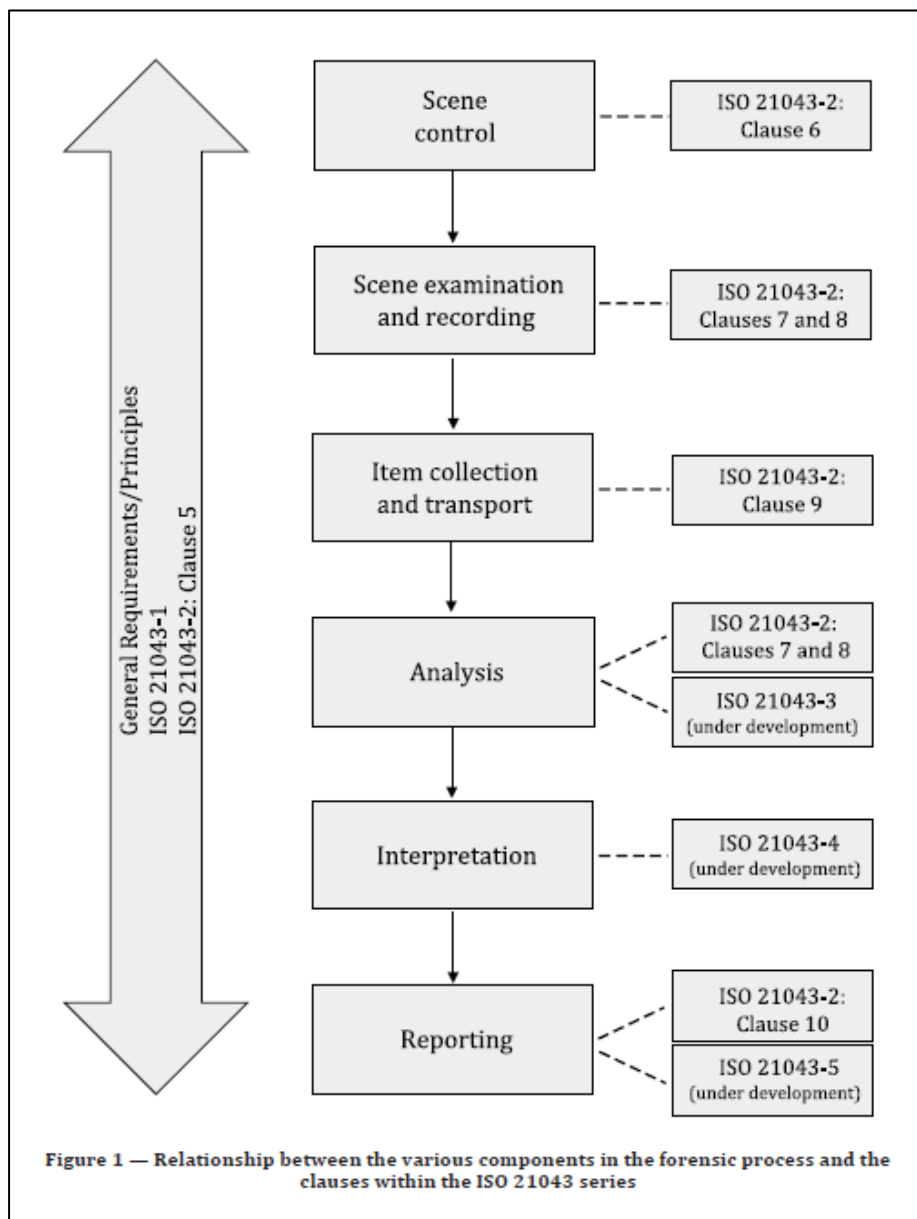 General Requirements/Principles
ISO 21043-1
ISO 21043-2: Clause 5
Scene
control
ISO 21043-2:
Clause 6
Scene examination
and recording
ISO 21043-2:
Clauses 7 and 8
Item collection
and transport
ISO 21043-2:
Clause 9
Analysis
ISO 21043-2:
Clauses 7 and 8
ISO 21043-3
(under development)
Interpretation
ISO 21043-4
(under development)
Reporting
ISO 21043-2:
Clause 10
ISO 21043-5
(under development)
Figure 1 — Relationship between the various components in the forensic process and the
clauses within the ISO 21043 series